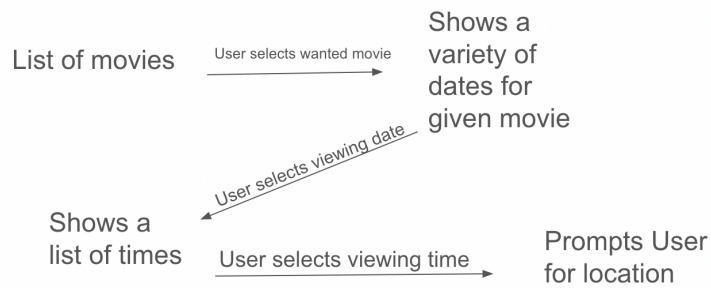 List of movies
User selects wanted movie
Shows a
variety of
dates for
given movie
User selects viewing date
Shows a
list of times
User selects viewing time
Prompts User
for location